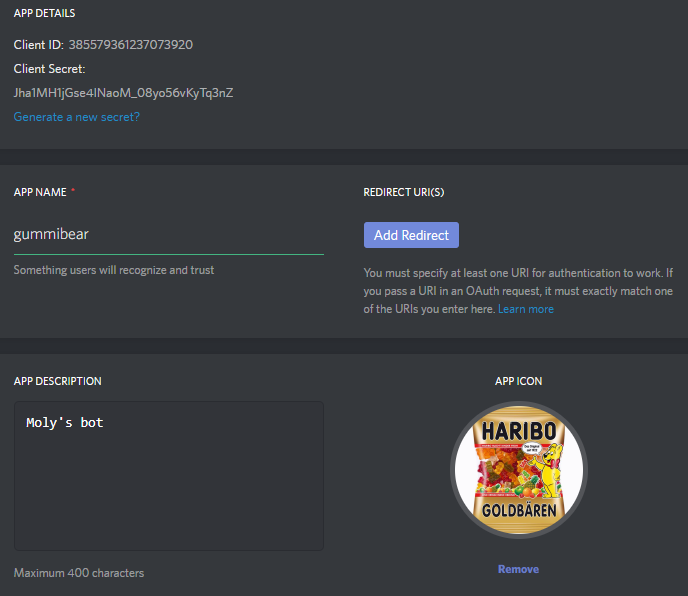 APP DETAILS
Client ID: 385579361237073920
Client Secret:
Jha1MH1jGse4INaoM_08yo56vKyTq3nZ
Generate a new secret?
APP NAME *
gummibear
Something users will recognize and trust
REDIRECT URI(S)
Add Redirect
You must specify at least one URI for authentication to work. If
you pass a URI in an OAuth request, it must exactly match one
of the URIs you enter here. Learn more
APP DESCRIPTION
Moly's bot
Maximum 400 characters
APP ICON
HARIBO
GOLDBÄREN
Remove